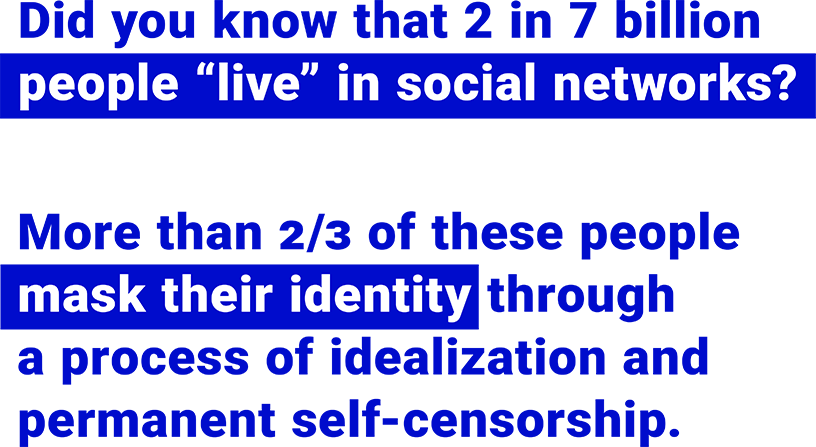 Did you know that 2 in 7 billion
people “live” in social networks?
More than 2/3 of these people
mask their identity through
a process of idealization and
permanent self-censorship.